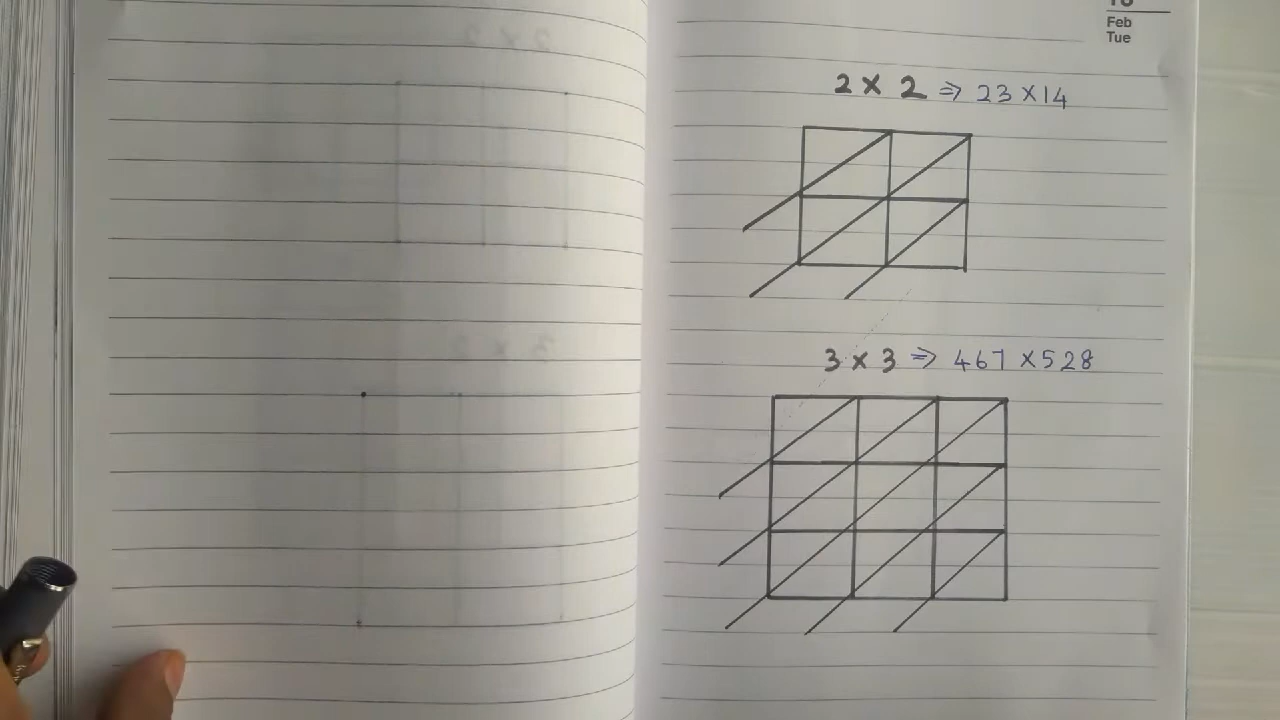 Feb
Tue
2 × 2 ⇒ 23 × 14
3 × 3 ⇒ 467 × 528